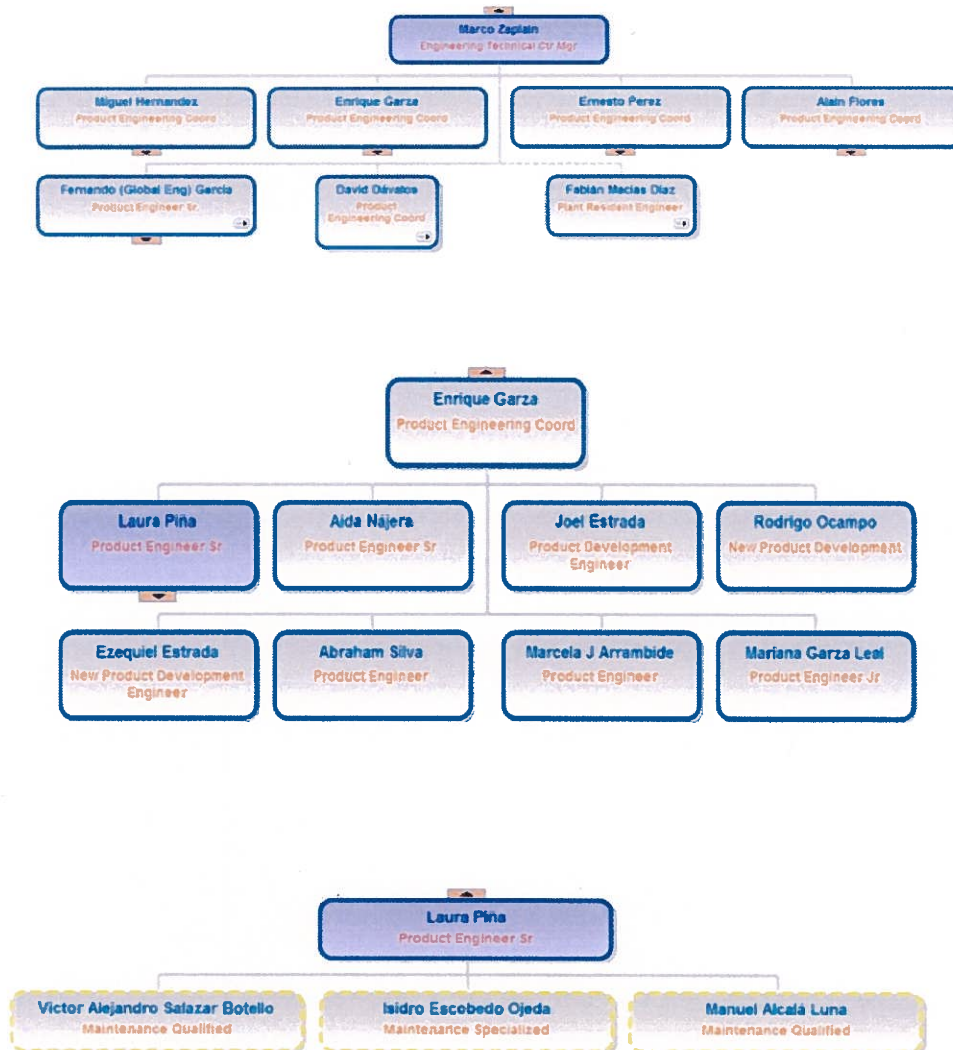 Marco Zaplain
Engineering Technical Ctr Mgr
Miguel Hernandez
Product Engineering Coord
Enrique Garza
Product Engineering Coord
Ernesto Perez
Product Engineering Coord
Alain Flores
Product Engineering Coord
Fernando (Global Eng) Garcia
Product Engineer Sr.
David Dávalos
Product
Engineering Coord
Fabián Macias Diaz
Plant Resident Engineer
Enrique Garza
Product Engineering Coord
Laura Piña
Product Engineer Sr
Aida Nájera
Product Engineer Sr
Joel Estrada
Product Development
Engineer
Rodrigo Ocampo
New Product Development
Ezequiel Estrada
New Product Development
Engineer
Abraham Silva
Product Engineer
Marcela J Arrambide
Product Engineer
Mariana Garza Leal
Product Engineer Jr
Laura Piña
Product Engineer Sr
Victor Alejandro Salazar Botello
Maintenance Qualified
Isidro Escobedo Ojeda
Maintenance Specialized
Manuel Alcalá Luna
Maintenance Qualified